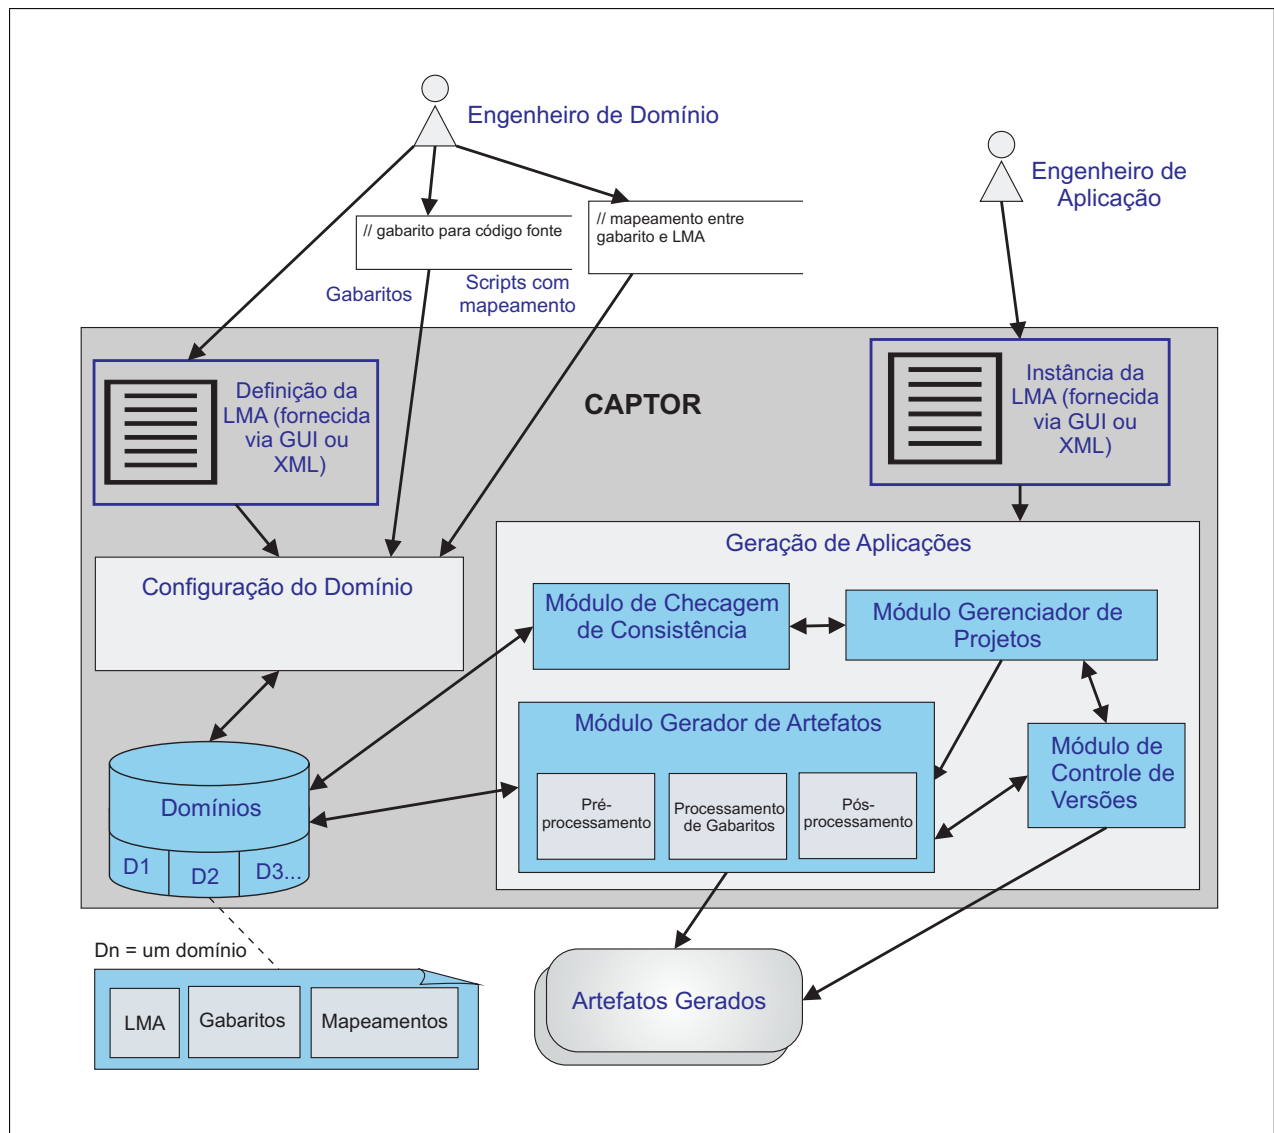 Engenheiro de Domínio
Engenheiro de
Aplicação
// gabarito para código fonte
// mapeamento entre
gabarito e LMA
Gabaritos
Scripts com
mapeamento
Definição da
LMA (fornecida
via GUI ou
XML)
CAPTOR
Instância da
LMA (fornecida
via GUI ou
XML)
Configuração do Domínio
Geração de Aplicações
Módulo de Checagem
de Consistência
Módulo Gerenciador de
Projetos
Módulo Gerador de Artefatos
Pré-
processamento
Processamento
de Gabaritos
Pós-
processamento
Módulo de
Controle de
Versões
Domínios
D1
D2
D3...
Dn = um domínio
LMA
Gabaritos
Mapeamentos
Artefatos Gerados